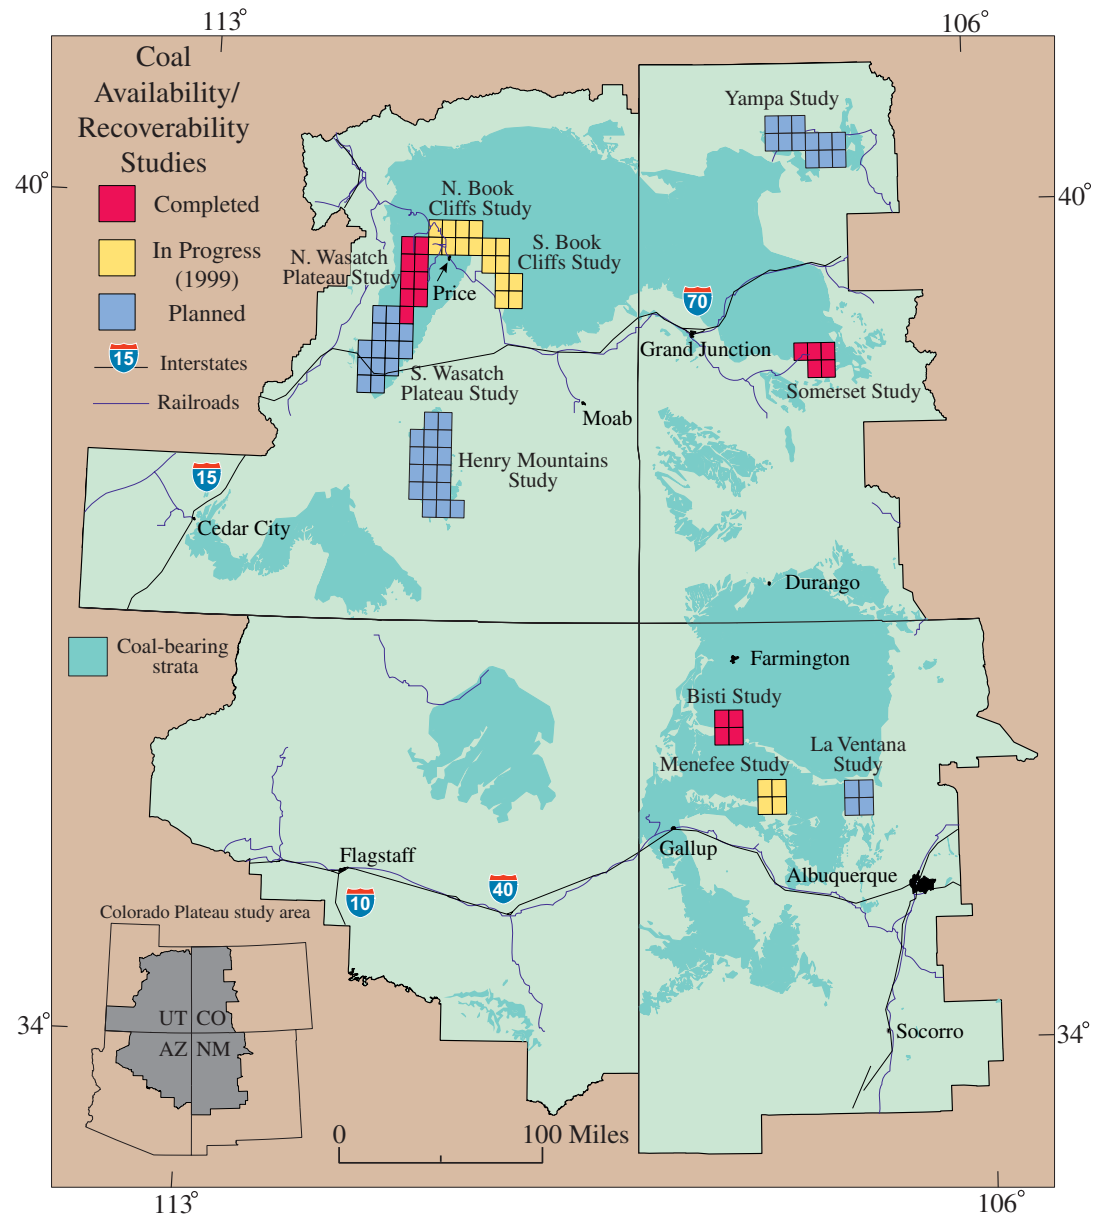 113°
106°
Coal
Availability/
Recoverability
Studies
Completed
In Progress
(1999)
Planned
15
Interstates
Railroads
40°
40°
Yampa Study
N. Book
Cliffs Study
S. Book
Cliffs Study
N. Wasatch
Plateau Study
Price
70
Grand Junction
Somerset Study
S. Wasatch
Plateau Study
Moab
Henry Mountains
Study
15
Cedar City
Durango
Coal-bearing
strata
Farmington
Bisti Study
La Ventana
Study
Menefee Study
Gallup
Flagstaff
Albuquerque
40
10
Colorado Plateau study area
UT
CO
AZ
NM
34°
34°
Socorro
0
100 Miles
113°
106°